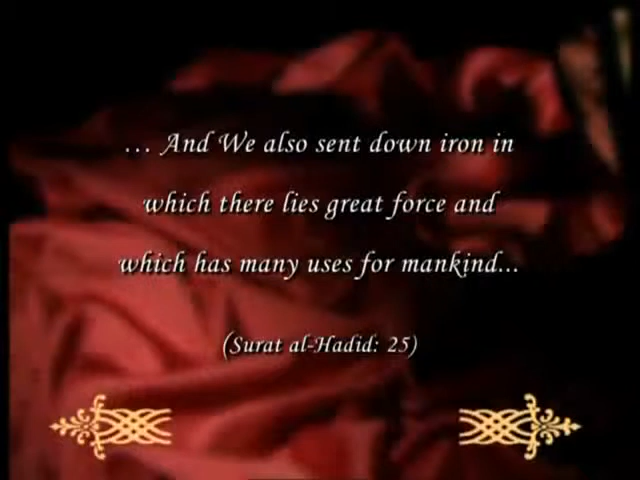 ... And We also sent down iron in
which there lies great force and
which has many uses for mankind...
(Surat al-Hadid: 25)